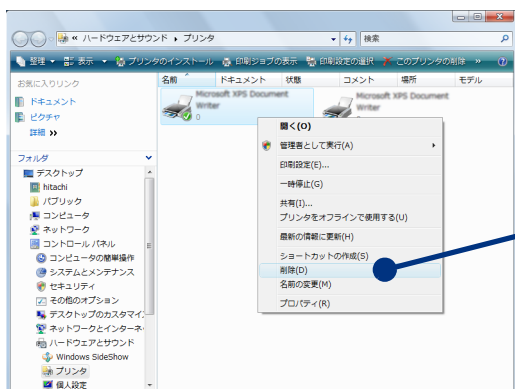 « ハードウェアとサウンド ▸ プリンタ
検索
整理 表示 プリンタのインストール 印刷ジョブの表示 印刷設定の選択 このプリンタの削除 »
お気に入りリンク
ドキュメント
ピクチャ
詳細 »
フォルダ
デスクトップ
hitachi
パブリック
コンピュータ
ネットワーク
コントロール パネル
コンピュータの簡単操作
システムとメンテナンス
セキュリティ
その他のオプション
デスクトップのカスタマイ
ネットワークとインターネ
ハードウェアとサウンド
Windows SideShow
プリンタ
個人設定
名前 ドキュメント 状態 コメント 場所 モデル
Microsoft XPS Document
Writer
0
Microsoft XPS Document
Writer
開く(O)
管理者として実行(A)
印刷設定(E)...
一時停止(G)
共有(I)...
プリンタをオフラインで使用する(U)
最新の情報に更新(H)
ショートカットの作成(S)
削除(D)
名前の変更(M)
プロパティ(R)